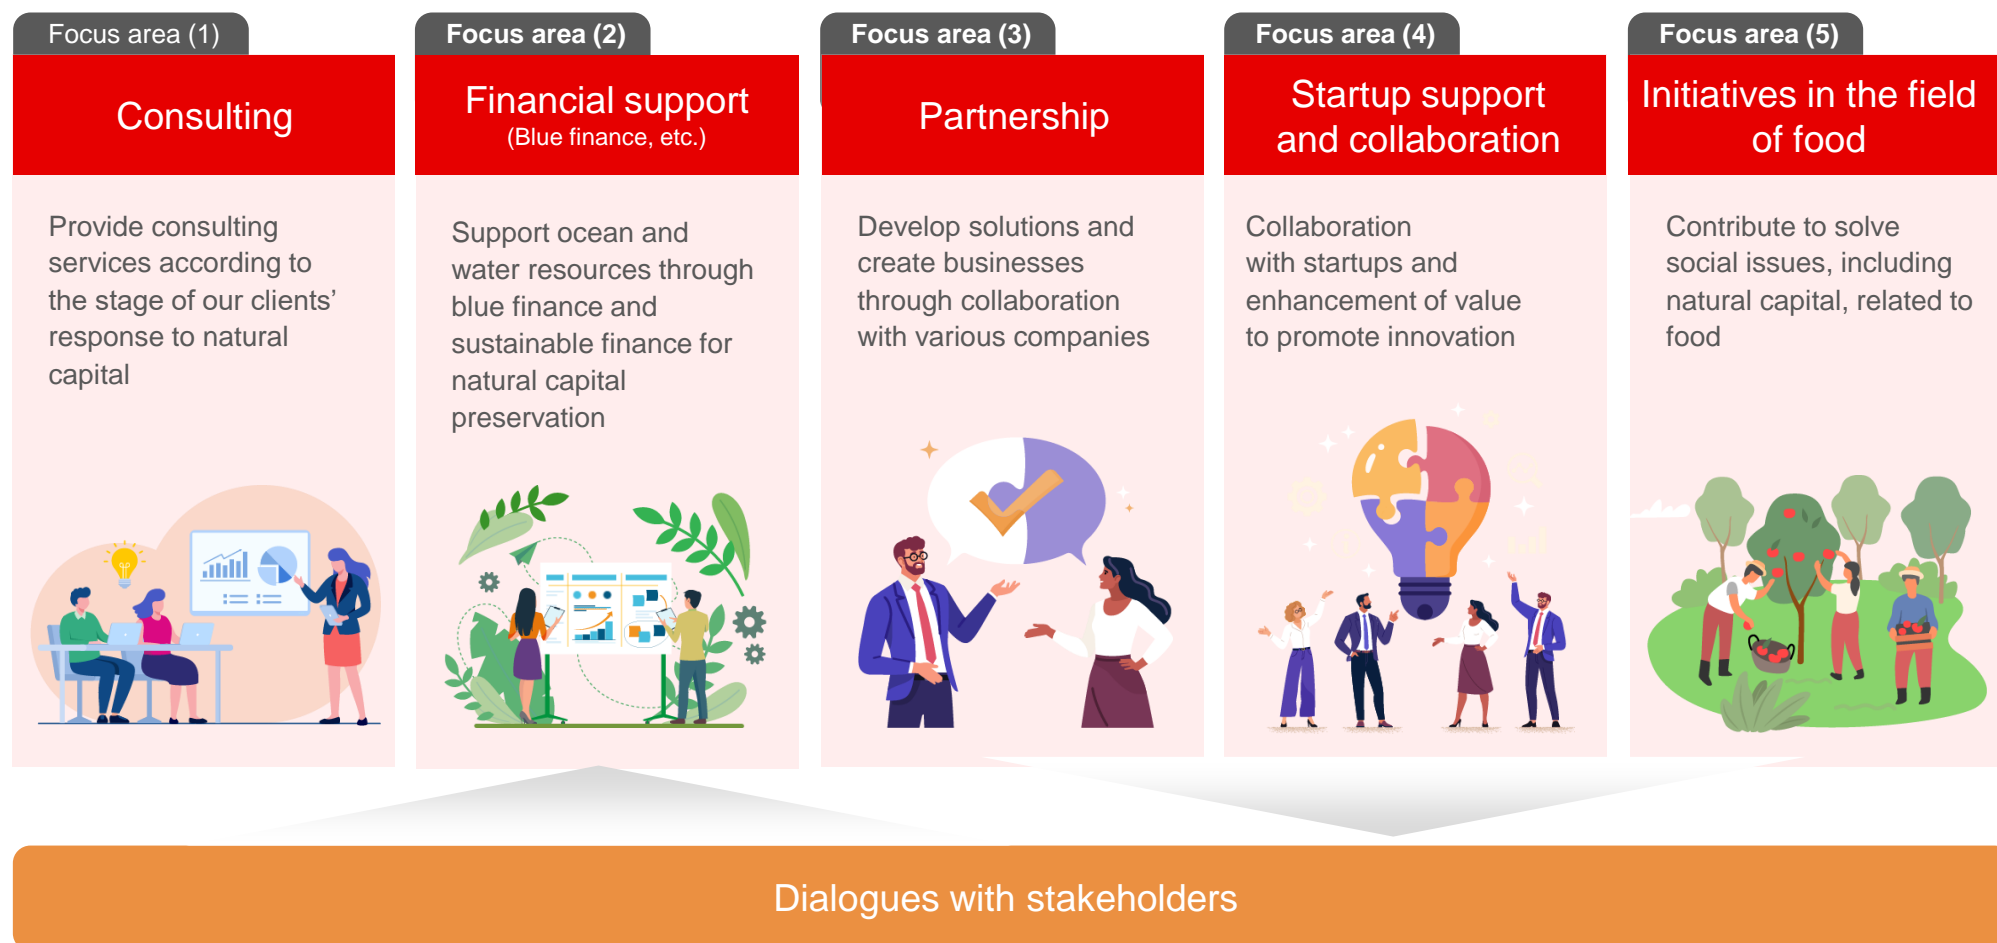 Focus area (1)
Consulting
Provide consulting
services according to
the stage of our clients’
response to natural
capital
Focus area (2)
Financial support
(Blue finance, etc.)
Support ocean and
water resources through
blue finance and
sustainable finance for
natural capital
preservation
Focus area (3)
Partnership
Develop solutions and
create businesses
through collaboration
with various companies
Focus area (4)
Startup support
and collaboration
Collaboration
with startups and
enhancement of value
to promote innovation
Focus area (5)
Initiatives in the field
of food
Contribute to solve
social issues, including
natural capital, related to
food
Dialogues with stakeholders